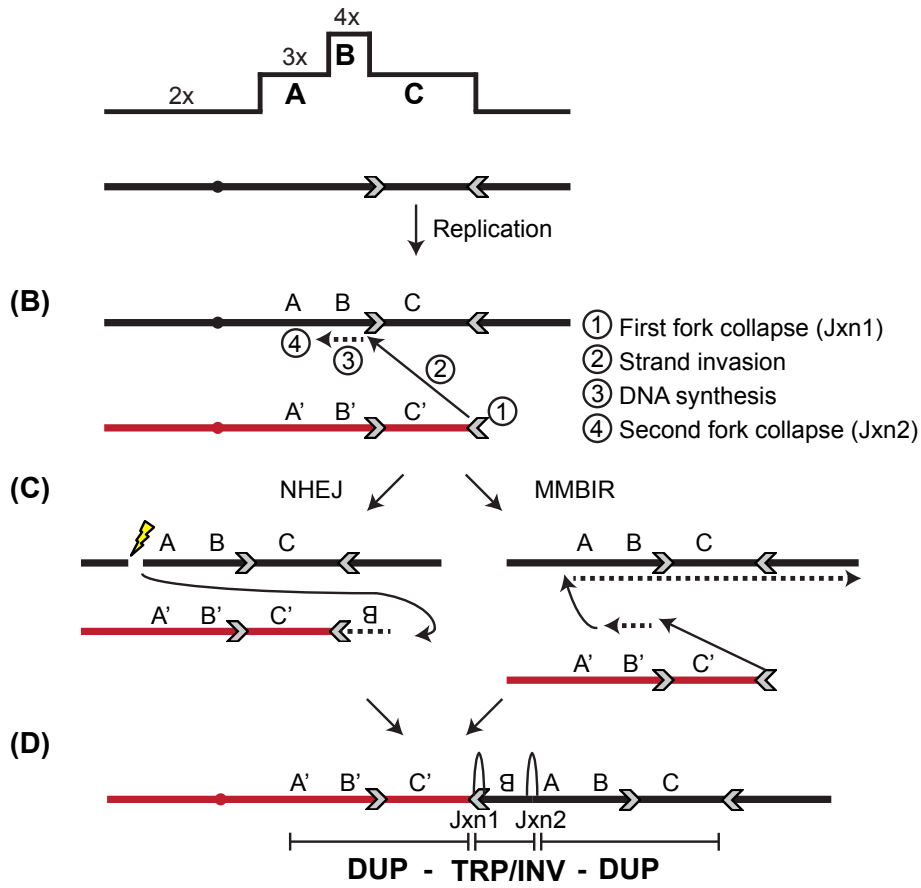 4x
3x
B
2x
A
C
Replication
(B)
A B C
① First fork collapse (Jxn1)
② Strand invasion
③ DNA synthesis
④ Second fork collapse (Jxn2)
④ ③ ② ①
A' B' C'
(C)
NHEJ MMBIR
A B C A B C
A' B' C' B
A' B' C'
(D)
A' B' C' B A B C
Jxn1 Jxn2
DUP - TRP/INV - DUP